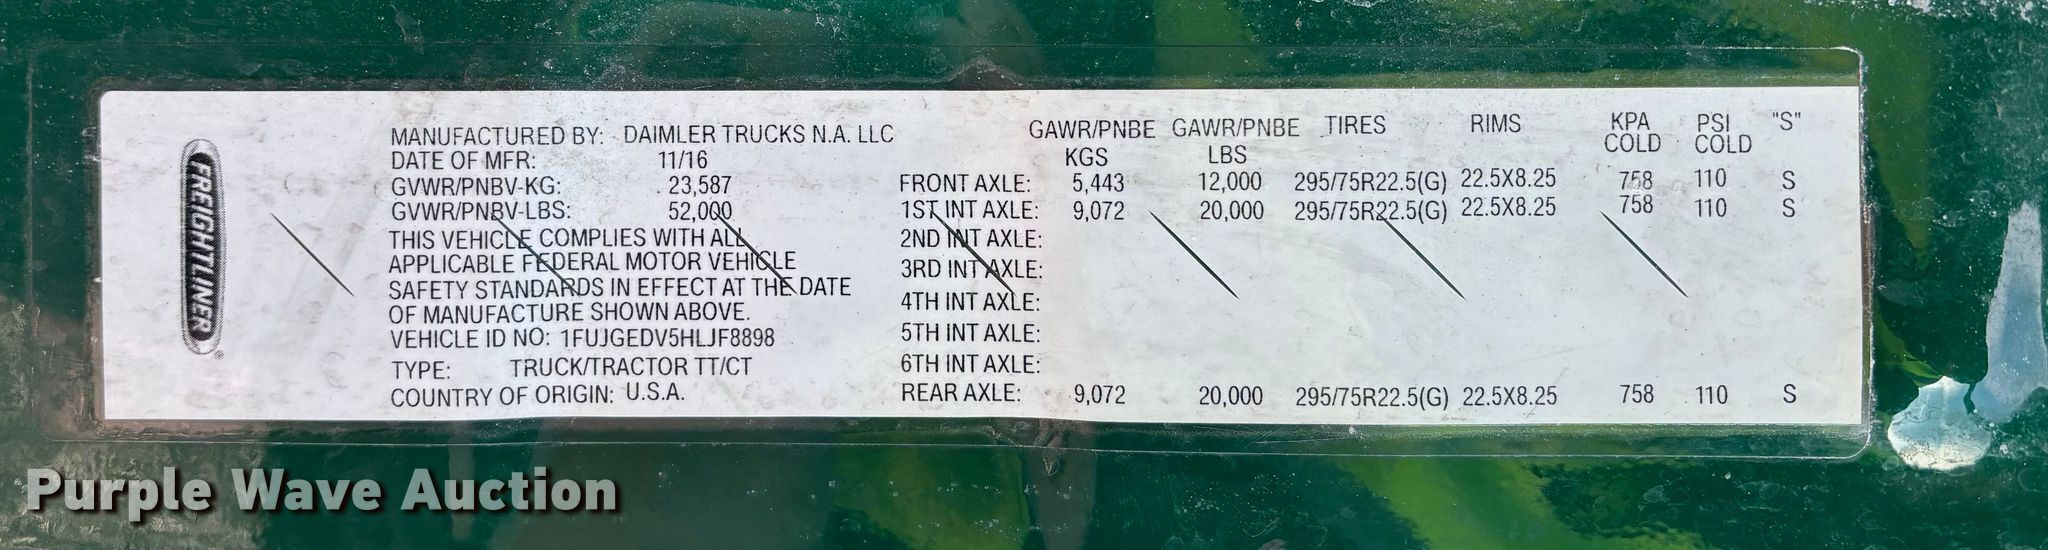 FREIGHTLINER
MANUFACTURED BY: DAIMLER TRUCKS N.A. LLC
DATE OF MFR: 11/16
GVWR/PNBV-KG: 23,587
GVWR/PNBV-LBS: 52,000
THIS VEHICLE COMPLIES WITH ALL
APPLICABLE FEDERAL MOTOR VEHICLE
SAFETY STANDARDS IN EFFECT AT THE DATE
OF MANUFACTURE SHOWN ABOVE.
VEHICLE ID NO: 1FUJGEDV5HLJF8898
TYPE: TRUCK/TRACTOR TT/CT
COUNTRY OF ORIGIN: U.S.A.
GAWR/PNBE GAWR/PNBE TIRES RIMS KPA PSI "S"
KGS LBS COLD COLD
FRONT AXLE: 5,443 12,000 295/75R22.5(G) 22.5X8.25 758 110 S
1ST INT AXLE: 9,072 20,000 295/75R22.5(G) 22.5X8.25 758 110 S
2ND INT AXLE:
3RD INT AXLE:
4TH INT AXLE:
5TH INT AXLE:
6TH INT AXLE:
REAR AXLE: 9,072 20,000 295/75R22.5(G) 22.5X8.25 758 110 S
Purple Wave Auction